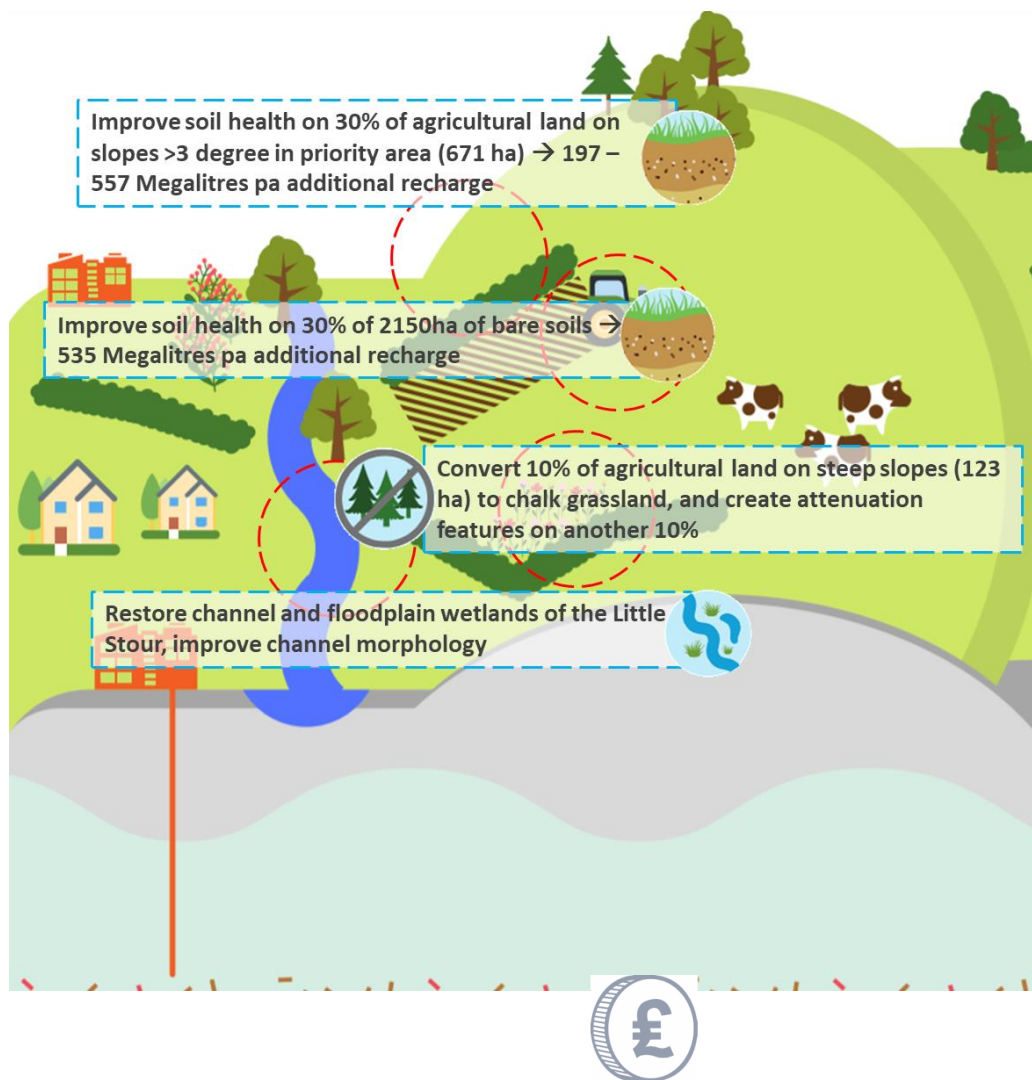 Improve soil health on 30% of agricultural land on
slopes >3 degree in priority area (671 ha) → 197 –
557 Megalitres pa additional recharge
Improve soil health on 30% of 2150ha of bare soils →
535 Megalitres pa additional recharge
Convert 10% of agricultural land on steep slopes (123
ha) to chalk grassland, and create attenuation
features on another 10%
Restore channel and floodplain wetlands of the Little
Stour, improve channel morphology
£